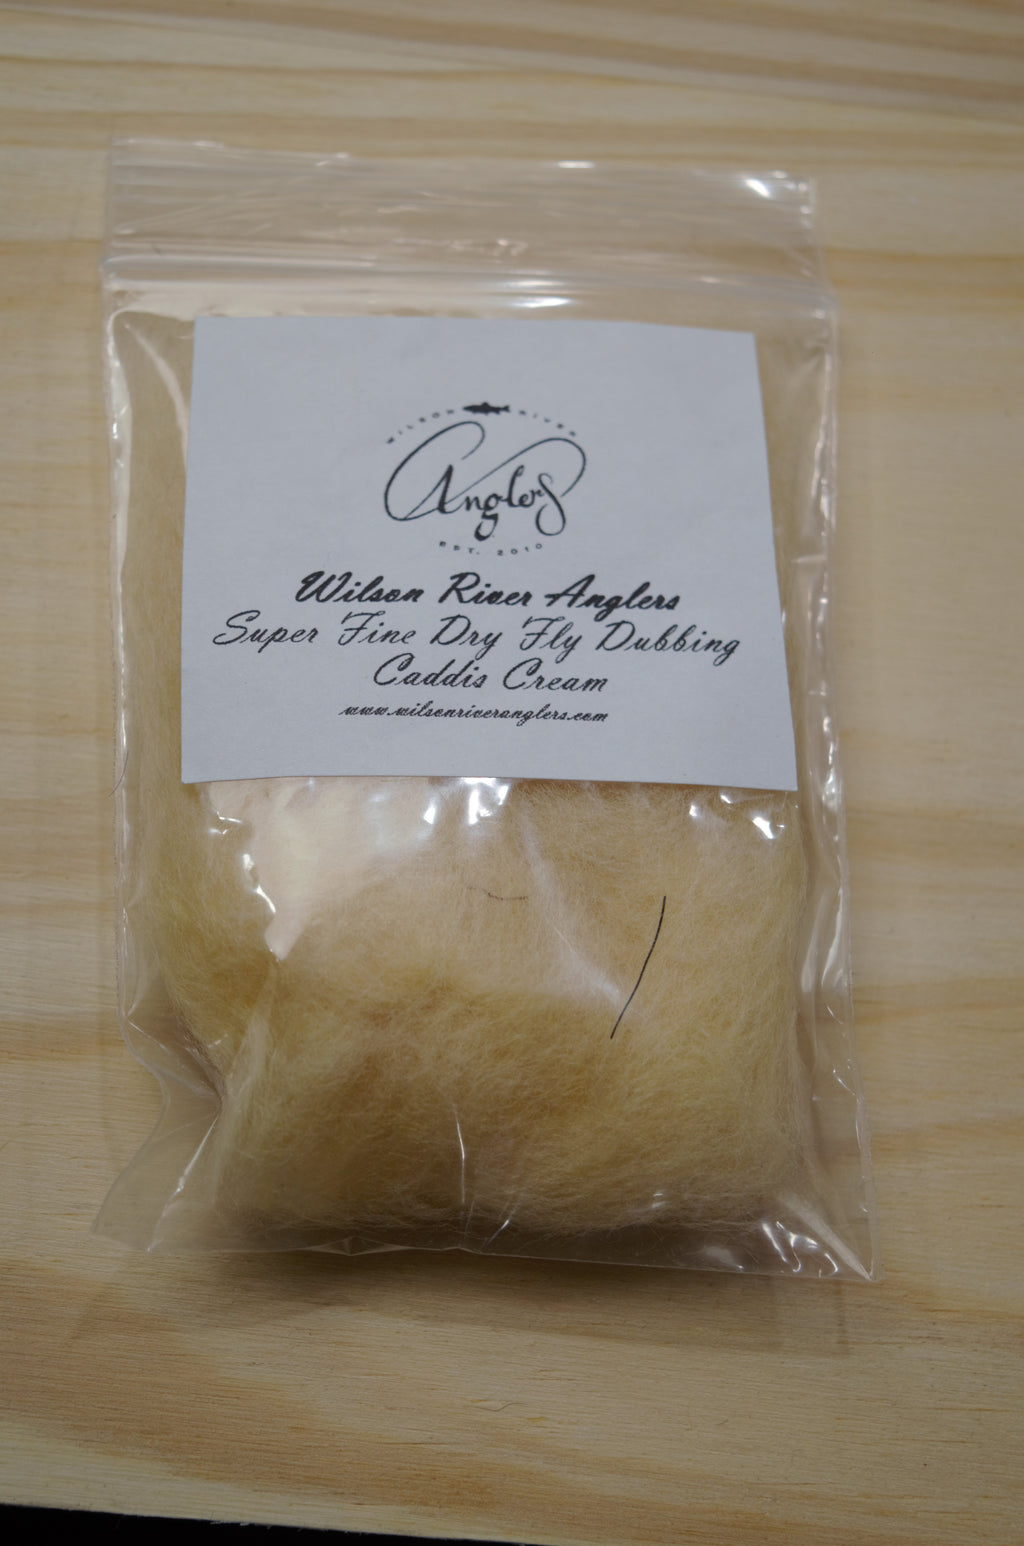 WILSON RIVER
Anglers
EST. 2010
Wilson River Anglers
Super Fine Dry Fly Dubbing
Caddis Cream
www.wilsonriveranglers.com